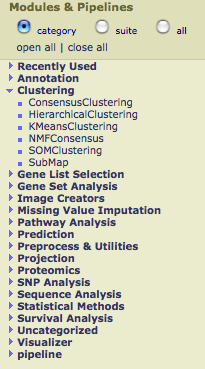 Modules & Pipelines
category suite all
open all | close all
Recently Used
Annotation
Clustering
ConsensusClustering
HierarchicalClustering
KMeansClustering
NMFConsensus
SOMClustering
SubMap
Gene List Selection
Gene Set Analysis
Image Creators
Missing Value Imputation
Pathway Analysis
Prediction
Preprocess & Utilities
Projection
Proteomics
SNP Analysis
Sequence Analysis
Statistical Methods
Survival Analysis
Uncategorized
Visualizer
pipeline